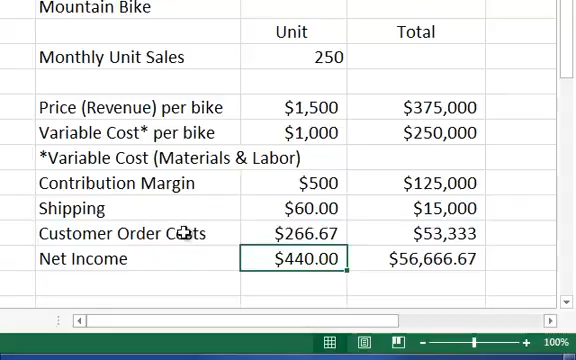 Mountain Bike
Unit Total
Monthly Unit Sales 250
Price (Revenue) per bike $1,500 $375,000
Variable Cost* per bike $1,000 $250,000
*Variable Cost (Materials & Labor)
Contribution Margin $500 $125,000
Shipping $60.00 $15,000
Customer Order Costs $266.67 $53,333
Net Income $440.00 $56,666.67
100%